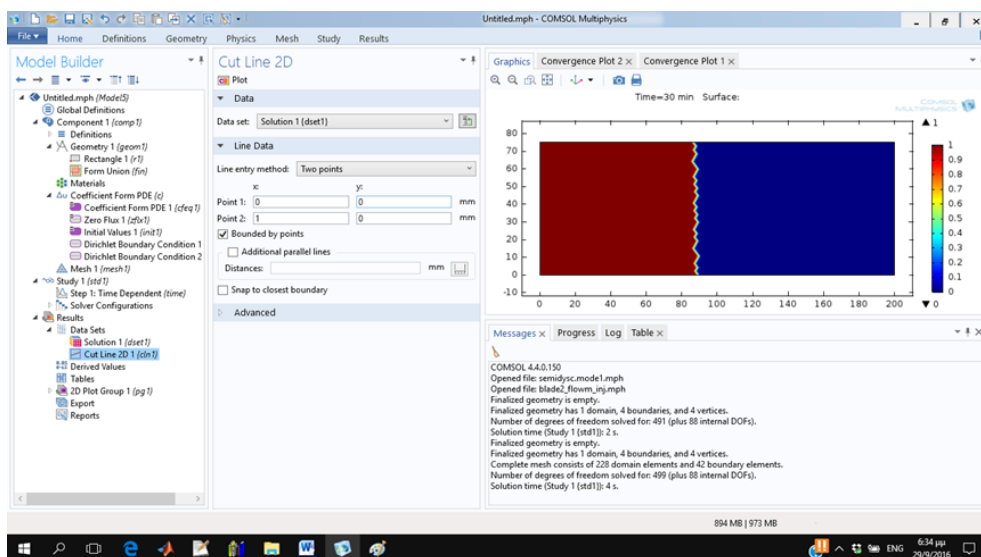 Untitled.mph - COMSOL Multiphysics
File Home Definitions Geometry Physics Mesh Study Results
Model Builder
Untitled.mph (Model5)
Global Definitions
Component 1 (comp1)
Definitions
Geometry 1 (geom1)
Rectangle 1 (r1)
Form Union (fin)
Materials
Δu Coefficient Form PDE (c)
Coefficient Form PDE 1 (cfeq1)
Zero Flux 1 (zflx1)
Initial Values 1 (init1)
Dirichlet Boundary Condition 1
Dirichlet Boundary Condition 2
Mesh 1 (mesh1)
Study 1 (std1)
Step 1: Time Dependent (time)
Solver Configurations
Results
Data Sets
Solution 1 (dset1)
Cut Line 2D 1 (cln1)
Derived Values
Tables
2D Plot Group 1 (pg1)
Export
Reports
Cut Line 2D
Plot
Data
Data set: Solution 1 (dset1)
Line Data
Line entry method: Two points
x: y:
Point 1: 0 0 mm
Point 2: 1 0 mm
Bounded by points
Additional parallel lines
Distances: mm
Snap to closest boundary
Advanced
Graphics Convergence Plot 2 Convergence Plot 1
Time=30 min Surface:
COMSOL
MULTIPHYSICS
80
70
60
50
40
30
20
10
0
-10
0 20 40 60 80 100 120 140 160 180 200
▲ 1
1
0.9
0.8
0.7
0.6
0.5
0.4
0.3
0.2
0.1
0
▼ 0
Messages Progress Log Table
COMSOL 4.4.0.150
Opened file: semidysc.mode1.mph
Opened file: blade2_flowm_inj.mph
Finalized geometry is empty.
Finalized geometry has 1 domain, 4 boundaries, and 4 vertices.
Number of degrees of freedom solved for: 491 (plus 88 internal DOFs).
Solution time (Study 1 (std1)): 2 s.
Finalized geometry is empty.
Finalized geometry has 1 domain, 4 boundaries, and 4 vertices.
Complete mesh consists of 228 domain elements and 42 boundary elements.
Number of degrees of freedom solved for: 499 (plus 88 internal DOFs).
Solution time (Study 1 (std1)): 4 s.
894 MB | 973 MB
ENG
6:34 μμ
29/9/2016